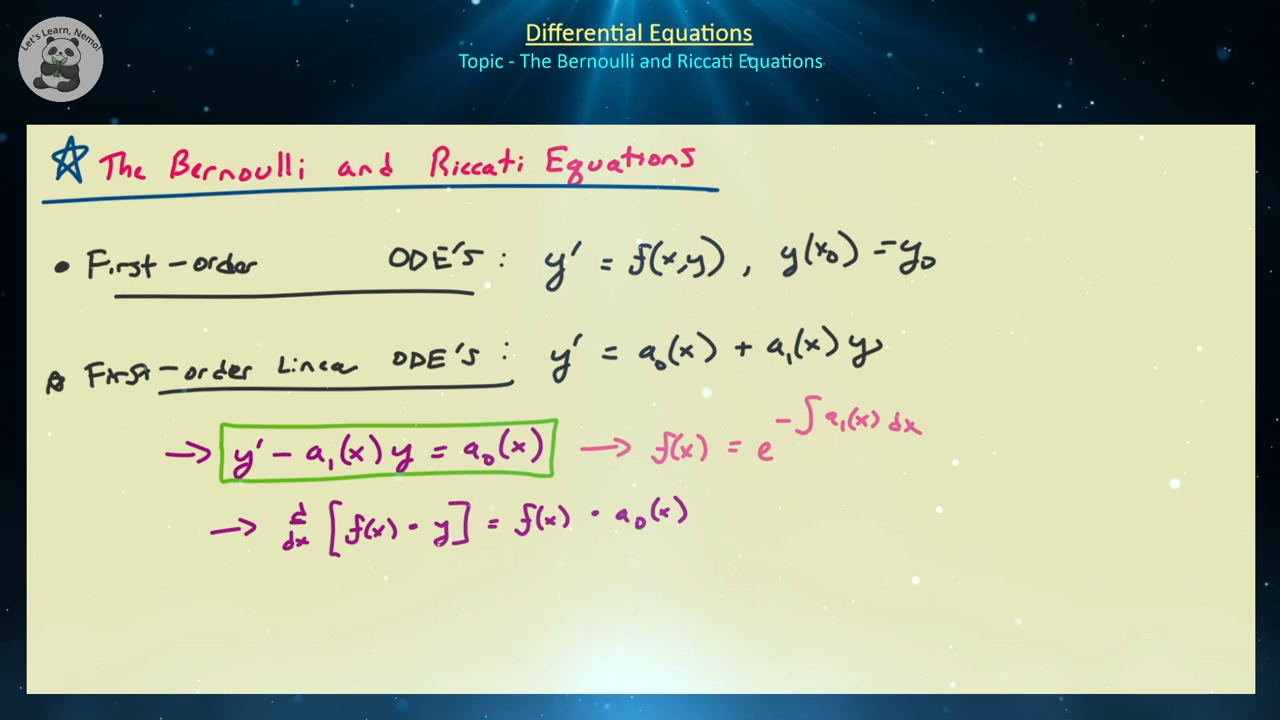 Let's Learn, Nemo!
Differential Equations
Topic - The Bernoulli and Riccati Equations
☆ The Bernoulli and Riccati Equations
• First-order ODE's : y' = f(x,y), y(x₀) = y₀
First-order Linear ODE's : y' = a₀(x) + a₁(x) y
→ y' - a₁(x) y = a₀(x) → f(x) = e^{-∫ a₁(x) dx}
→ d/dx [f(x) · y] = f(x) · a₀(x)